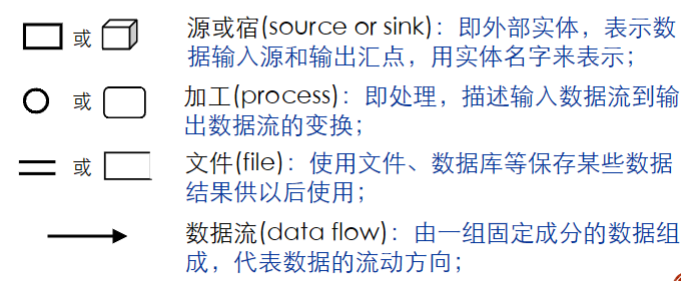 或 源或宿(source or sink)：即外部实体，表示数
据输入源和输出汇点，用实体名字来表示；
或 加工(process)：即处理，描述输入数据流到输
出数据流的变换；
或 文件(file)：使用文件、数据库等保存某些数据
结果供以后使用；
数据流(data flow)：由一组固定成分的数据组
成，代表数据的流动方向；